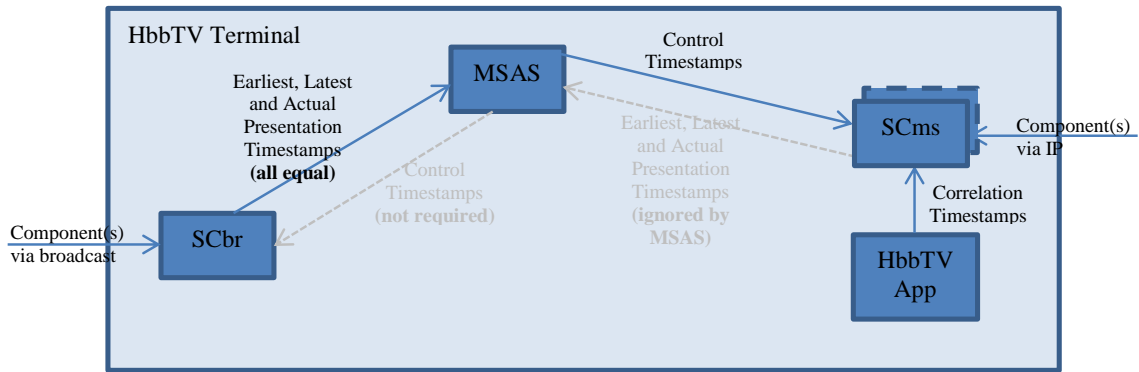 HbbTV Terminal
MSAS
Control
Timestamps
Earliest, Latest
and Actual
Presentation
Timestamps
(all equal)
Earliest, Latest
and Actual
Presentation
Timestamps
(ignored by
MSAS)
Control
Timestamps
(not required)
SCms
Component(s)
via IP
Correlation
Timestamps
SCbr
Component(s)
via broadcast
HbbTV
App